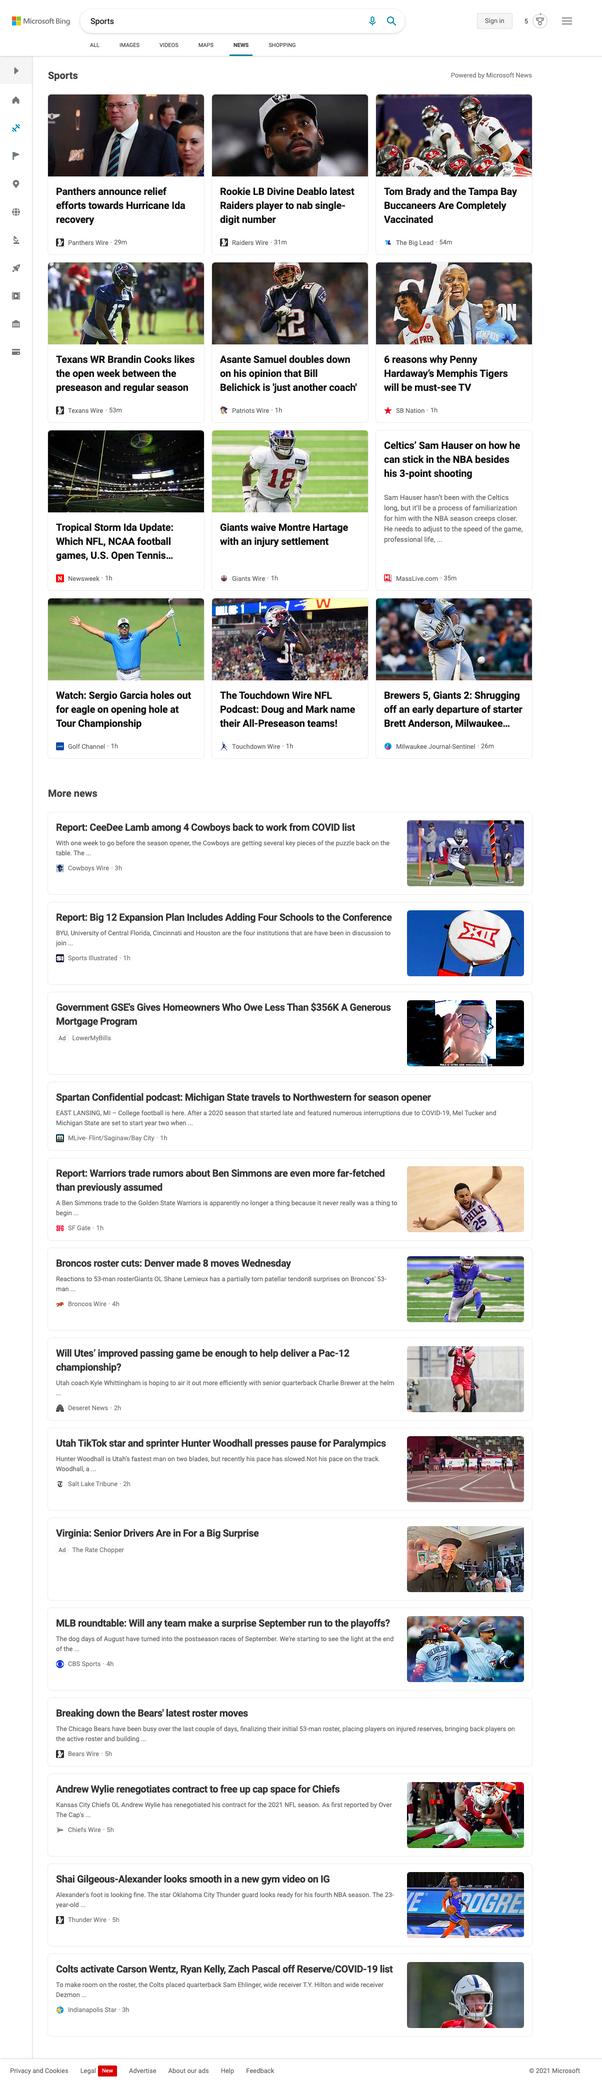 Microsoft Bing
Sports
Sign in
5
ALL
IMAGES
VIDEOS
MAPS
NEWS
SHOPPING
Sports
Powered by Microsoft News
Panthers announce relief
efforts towards Hurricane Ida
recovery
Panthers Wire · 29m
Rookie LB Divine Deablo latest
Raiders player to nab single-
digit number
Raiders Wire · 31m
Tom Brady and the Tampa Bay
Buccaneers Are Completely
Vaccinated
The Big Lead · 54m
Texans WR Brandin Cooks likes
the open week between the
preseason and regular season
Texans Wire · 53m
Asante Samuel doubles down
on his opinion that Bill
Belichick is 'just another coach'
Patriots Wire · 1h
6 reasons why Penny
Hardaway's Memphis Tigers
will be must-see TV
SB Nation · 1h
Tropical Storm Ida Update:
Which NFL, NCAA football
games, U.S. Open Tennis...
Newsweek · 1h
18
Giants waive Montre Hartage
with an injury settlement
Giants Wire · 1h
Celtics' Sam Hauser on how he
can stick in the NBA besides
his 3-point shooting
Sam Hauser hasn't been with the Celtics
long, but it'll be a process of familiarization
for him with the NBA season creeps closer.
He needs to adjust to the speed of the game,
professional life, ...
MassLive.com · 35m
Watch: Sergio Garcia holes out
for eagle on opening hole at
Tour Championship
Golf Channel · 1h
The Touchdown Wire NFL
Podcast: Doug and Mark name
their All-Preseason teams!
Touchdown Wire · 1h
Brewers 5, Giants 2: Shrugging
off an early departure of starter
Brett Anderson, Milwaukee...
Milwaukee Journal-Sentinel · 26m
More news
Report: CeeDee Lamb among 4 Cowboys back to work from COVID list
With one week to go before the season opener, the Cowboys are getting several key pieces of the puzzle back on the
table. The ...
Cowboys Wire · 3h
Report: Big 12 Expansion Plan Includes Adding Four Schools to the Conference
BYU, University of Central Florida, Cincinnati and Houston are the four institutions that are have been in discussion to
join ...
Sports Illustrated · 1h
XII
Government GSE's Gives Homeowners Who Owe Less Than $356K A Generous
Mortgage Program
Ad LowerMyBills
Spartan Confidential podcast: Michigan State travels to Northwestern for season opener
EAST LANSING, MI – College football is here. After a 2020 season that started late and featured numerous interruptions due to COVID-19, Mel Tucker and
Michigan State are set to start year two when ...
MLive- Flint/Saginaw/Bay City · 1h
Report: Warriors trade rumors about Ben Simmons are even more far-fetched
than previously assumed
A Ben Simmons trade to the Golden State Warriors is apparently no longer a thing because it never really was a thing to
begin ...
SF Gate · 1h
PHILA
25
Broncos roster cuts: Denver made 8 moves Wednesday
Reactions to 53-man rosterGiants OL Shane Lemieux has a partially torn patellar tendon8 surprises on Broncos' 53-
man ...
Broncos Wire · 4h
Will Utes' improved passing game be enough to help deliver a Pac-12
championship?
Utah coach Kyle Whittingham is hoping to air it out more efficiently with senior quarterback Charlie Brewer at the helm
...
Deseret News · 2h
Utah TikTok star and sprinter Hunter Woodhall presses pause for Paralympics
Hunter Woodhall is Utah's fastest man on two blades, but recently his pace has slowed.Not his pace on the track.
Woodhall, a ...
Salt Lake Tribune · 2h
Virginia: Senior Drivers Are in For a Big Surprise
Ad The Rate Chopper
MLB roundtable: Will any team make a surprise September run to the playoffs?
The dog days of August have turned into the postseason races of September. We're starting to see the light at the end
of the ...
CBS Sports · 4h
27
Breaking down the Bears' latest roster moves
The Chicago Bears have been busy over the last couple of days, finalizing their initial 53-man roster, placing players on injured reserves, bringing back players on
the active roster and building ...
Bears Wire · 5h
Andrew Wylie renegotiates contract to free up cap space for Chiefs
Kansas City Chiefs OL Andrew Wylie has renegotiated his contract for the 2021 NFL season. As first reported by Over
The Cap's ...
Chiefs Wire · 5h
Shai Gilgeous-Alexander looks smooth in a new gym video on IG
Alexander's foot is looking fine. The star Oklahoma City Thunder guard looks ready for his fourth NBA season. The 23-
year-old ...
Thunder Wire · 5h
Colts activate Carson Wentz, Ryan Kelly, Zach Pascal off Reserve/COVID-19 list
To make room on the roster, the Colts placed quarterback Sam Ehlinger, wide receiver T.Y. Hilton and wide receiver
Dezmon ...
Indianapolis Star · 3h
Privacy and Cookies
Legal New
Advertise
About our ads
Help
Feedback
© 2021 Microsoft